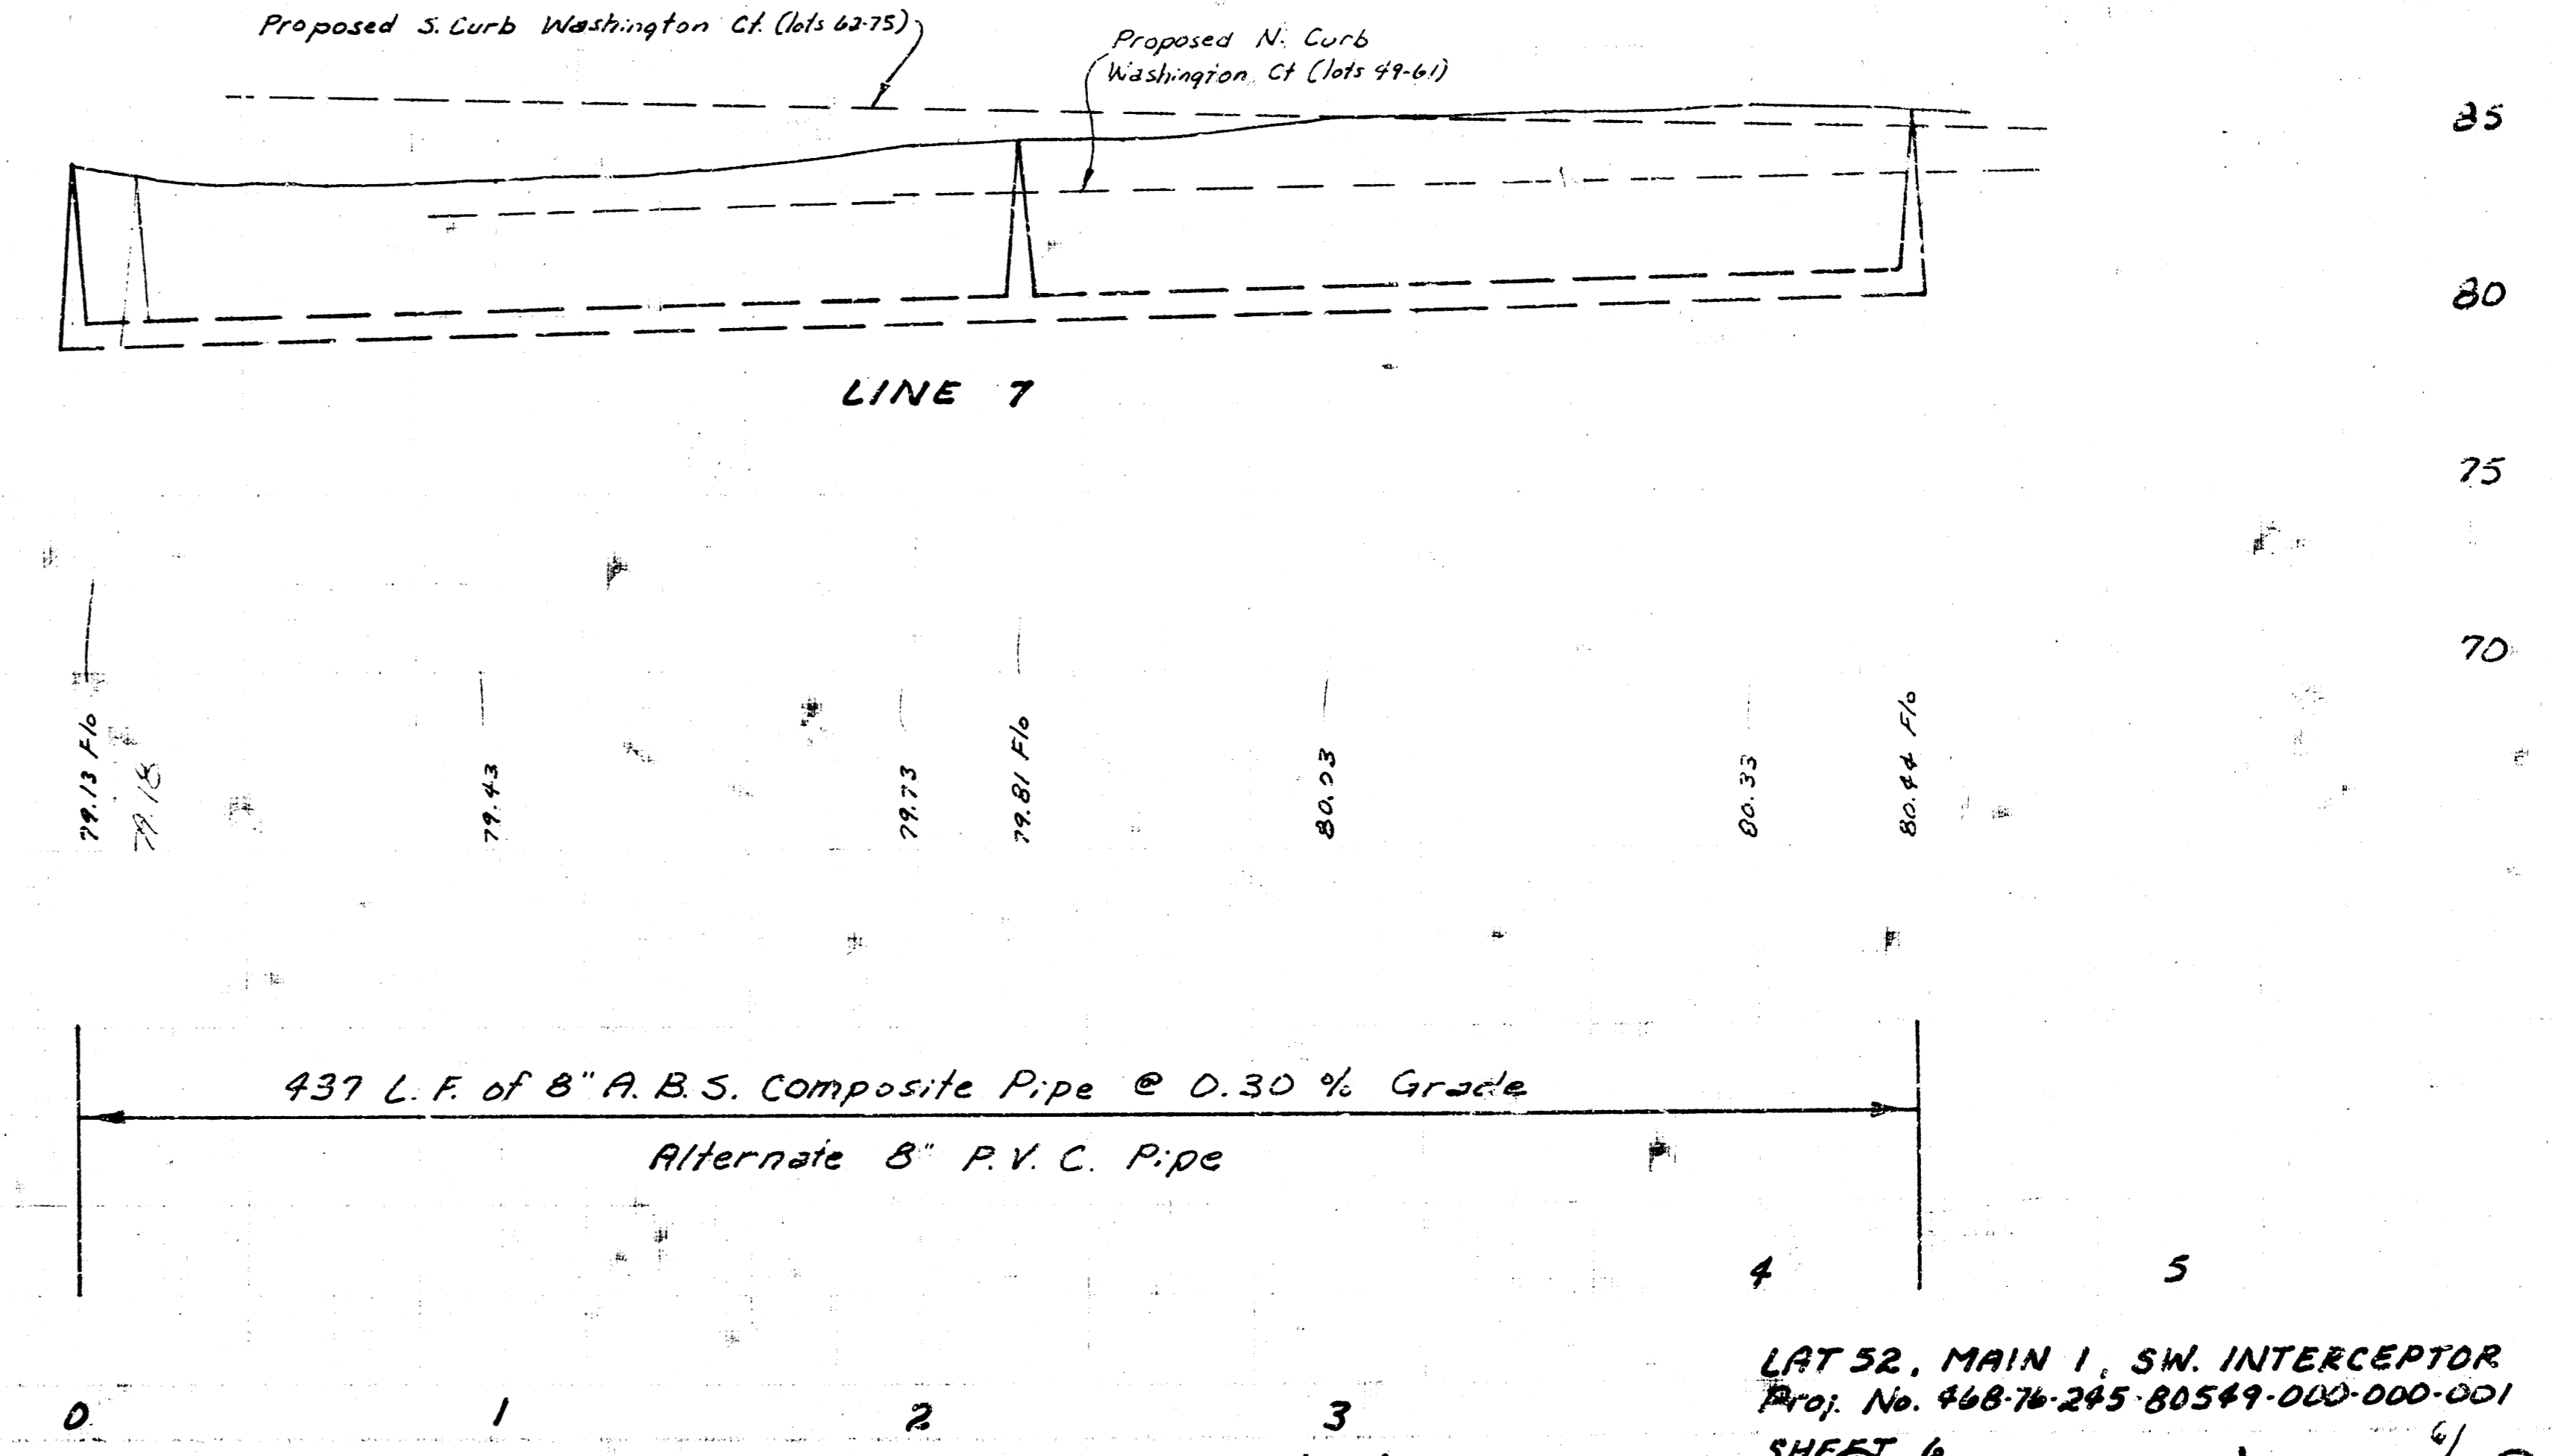 Proposed S. Curb Washington Ct. (lots 62-75)
Proposed N. Curb
Washington Ct (lots 49-61)
85
80
LINE 7
75
70
79.13 F/o
79.18
79.43
79.73
79.81 F/o
80.03
80.33
80.44 F/o
437 L.F. of 8" A.B.S. Composite Pipe @ 0.30 % Grade
Alternate 8" P.V.C. Pipe
4
5
LAT 52, MAIN 1, SW. INTERCEPTOR
Proj. No. 468-76-245-80549-000-000-001
0
1
2
3
SHEET 6